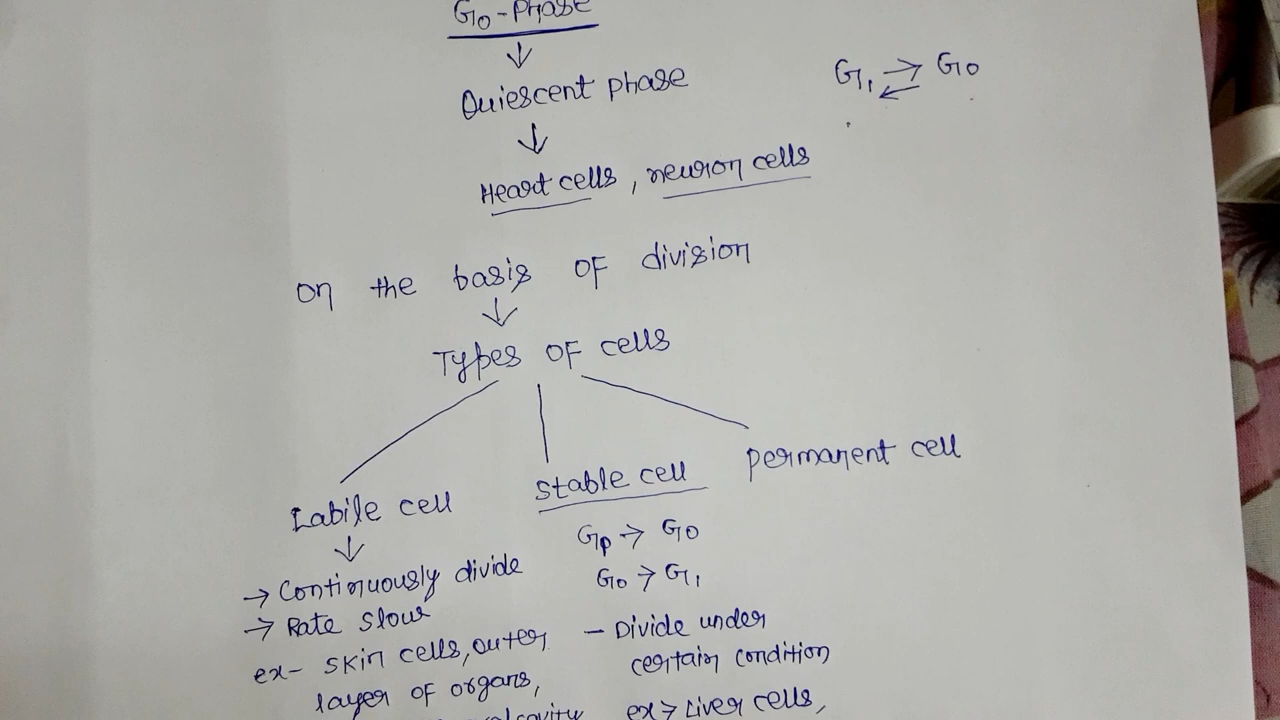 G0-Phase
↓
Quiescent phase
G1 ⇄ G0
↓
Heart cells, neuron cells
on the basis OF division
↓
Types OF cells
Labile cell
stable cell
permanent cell
↓
→ Continuously divide
→ Rate slow
ex- skin cells, outer
layer of organs,
Gp → G0
G0 → G1
- Divide under
certain condition
ex → Liver cells,